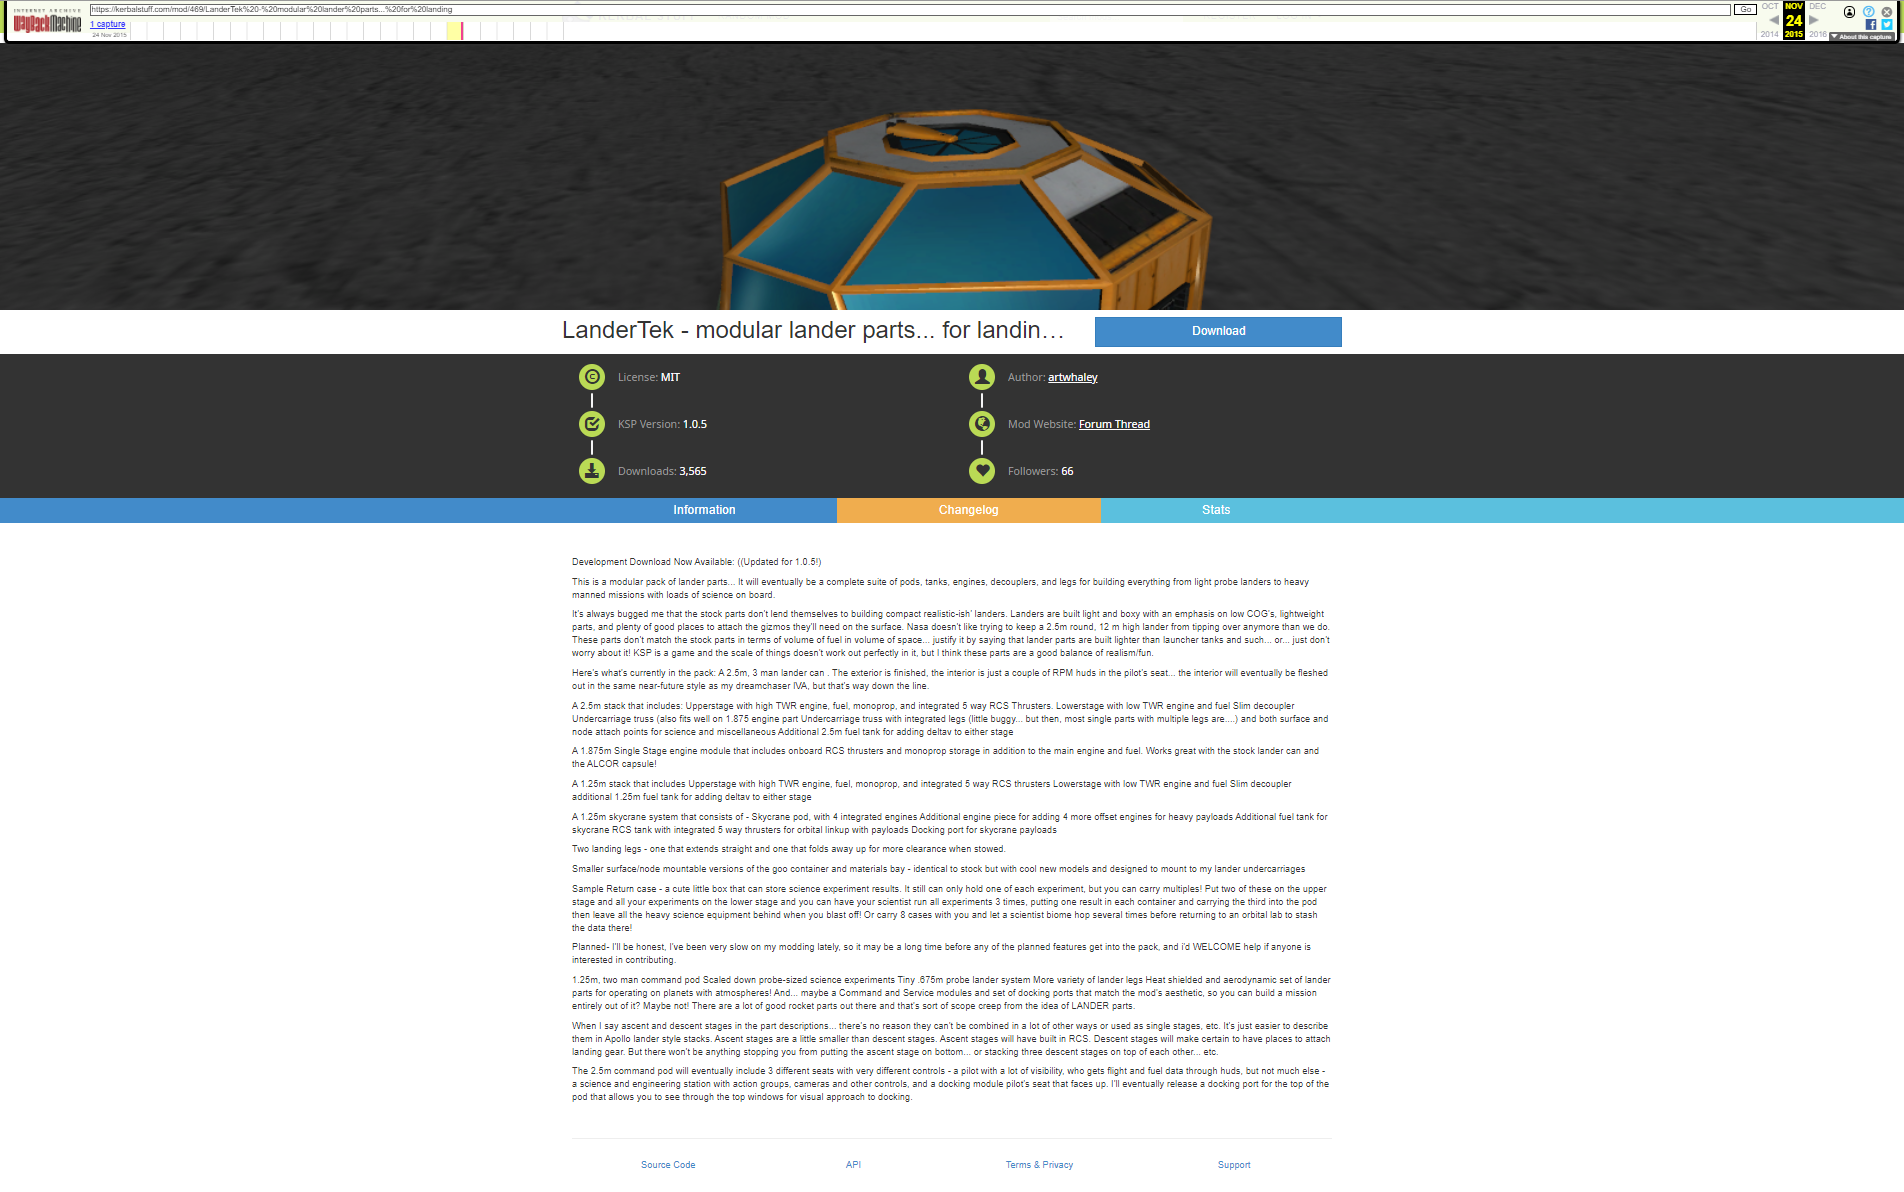 INTERNET ARCHIVE
WayBackMachine
https://kerbalstuff.com/mod/469/LanderTek%20-%20modular%20lander%20parts...%20for%20landing
Go
OCT NOV DEC
1 capture
24
24 Nov 2015
2014 2015 2016
About this capture
LanderTek - modular lander parts... for landin…
Download
License: MIT
Author: artwhaley
KSP Version: 1.0.5
Mod Website: Forum Thread
Downloads: 3,565
Followers: 66
Information
Changelog
Stats
Development Download Now Available: ((Updated for 1.0.5!)
This is a modular pack of lander parts... It will eventually be a complete suite of pods, tanks, engines, decouplers, and legs for building everything from light probe landers to heavy
manned missions with loads of science on board.
It's always bugged me that the stock parts don't lend themselves to building compact realistic-ish' landers. Landers are built light and boxy with an emphasis on low COG's, lightweight
parts, and plenty of good places to attach the gizmos they'll need on the surface. Nasa doesn't like trying to keep a 2.5m round, 12 m high lander from tipping over anymore than we do.
These parts don't match the stock parts in terms of volume of fuel in volume of space... justify it by saying that lander parts are built lighter than launcher tanks and such... or... just don't
worry about it! KSP is a game and the scale of things doesn't work out perfectly in it, but I think these parts are a good balance of realism/fun.
Here's what's currently in the pack: A 2.5m, 3 man lander can . The exterior is finished, the interior is just a couple of RPM huds in the pilot's seat... the interior will eventually be fleshed
out in the same near-future style as my dreamchaser IVA, but that's way down the line.
A 2.5m stack that includes: Upperstage with high TWR engine, fuel, monoprop, and integrated 5 way RCS Thrusters. Lowerstage with low TWR engine and fuel Slim decoupler
Undercarriage truss (also fits well on 1.875 engine part Undercarriage truss with integrated legs (little buggy... but then, most single parts with multiple legs are....) and both surface and
node attach points for science and miscellaneous Additional 2.5m fuel tank for adding deltav to either stage
A 1.875m Single Stage engine module that includes onboard RCS thrusters and monoprop storage in addition to the main engine and fuel. Works great with the stock lander can and
the ALCOR capsule!
A 1.25m stack that includes Upperstage with high TWR engine, fuel, monoprop, and integrated 5 way RCS thrusters Lowerstage with low TWR engine and fuel Slim decoupler
additional 1.25m fuel tank for adding deltav to either stage
A 1.25m skycrane system that consists of - Skycrane pod, with 4 integrated engines Additional engine piece for adding 4 more offset engines for heavy payloads Additional fuel tank for
skycrane RCS tank with integrated 5 way thrusters for orbital linkup with payloads Docking port for skycrane payloads
Two landing legs - one that extends straight and one that folds away up for more clearance when stowed.
Smaller surface/node mountable versions of the goo container and materials bay - identical to stock but with cool new models and designed to mount to my lander undercarriages
Sample Return case - a cute little box that can store science experiment results. It still can only hold one of each experiment, but you can carry multiples! Put two of these on the upper
stage and all your experiments on the lower stage and you can have your scientist run all experiments 3 times, putting one result in each container and carrying the third into the pod
then leave all the heavy science equipment behind when you blast off! Or carry 8 cases with you and let a scientist biome hop several times before returning to an orbital lab to stash
the data there!
Planned- I'll be honest, I've been very slow on my modding lately, so it may be a long time before any of the planned features get into the pack, and i'd WELCOME help if anyone is
interested in contributing.
1.25m, two man command pod Scaled down probe-sized science experiments Tiny .675m probe lander system More variety of lander legs Heat shielded and aerodynamic set of lander
parts for operating on planets with atmospheres! And... maybe a Command and Service modules and set of docking ports that match the mod's aesthetic, so you can build a mission
entirely out of it? Maybe not! There are a lot of good rocket parts out there and that's sort of scope creep from the idea of LANDER parts.
When I say ascent and descent stages in the part descriptions... there's no reason they can't be combined in a lot of other ways or used as single stages, etc. It's just easier to describe
them in Apollo lander style stacks. Ascent stages are a little smaller than descent stages. Ascent stages will have built in RCS. Descent stages will make certain to have places to attach
landing gear. But there won't be anything stopping you from putting the ascent stage on bottom... or stacking three descent stages on top of each other... etc.
The 2.5m command pod will eventually include 3 different seats with very different controls - a pilot with a lot of visibility, who gets flight and fuel data through huds, but not much else -
a science and engineering station with action groups, cameras and other controls, and a docking module pilot's seat that faces up. I'll eventually release a docking port for the top of the
pod that allows you to see through the top windows for visual approach to docking.
Source Code
API
Terms & Privacy
Support